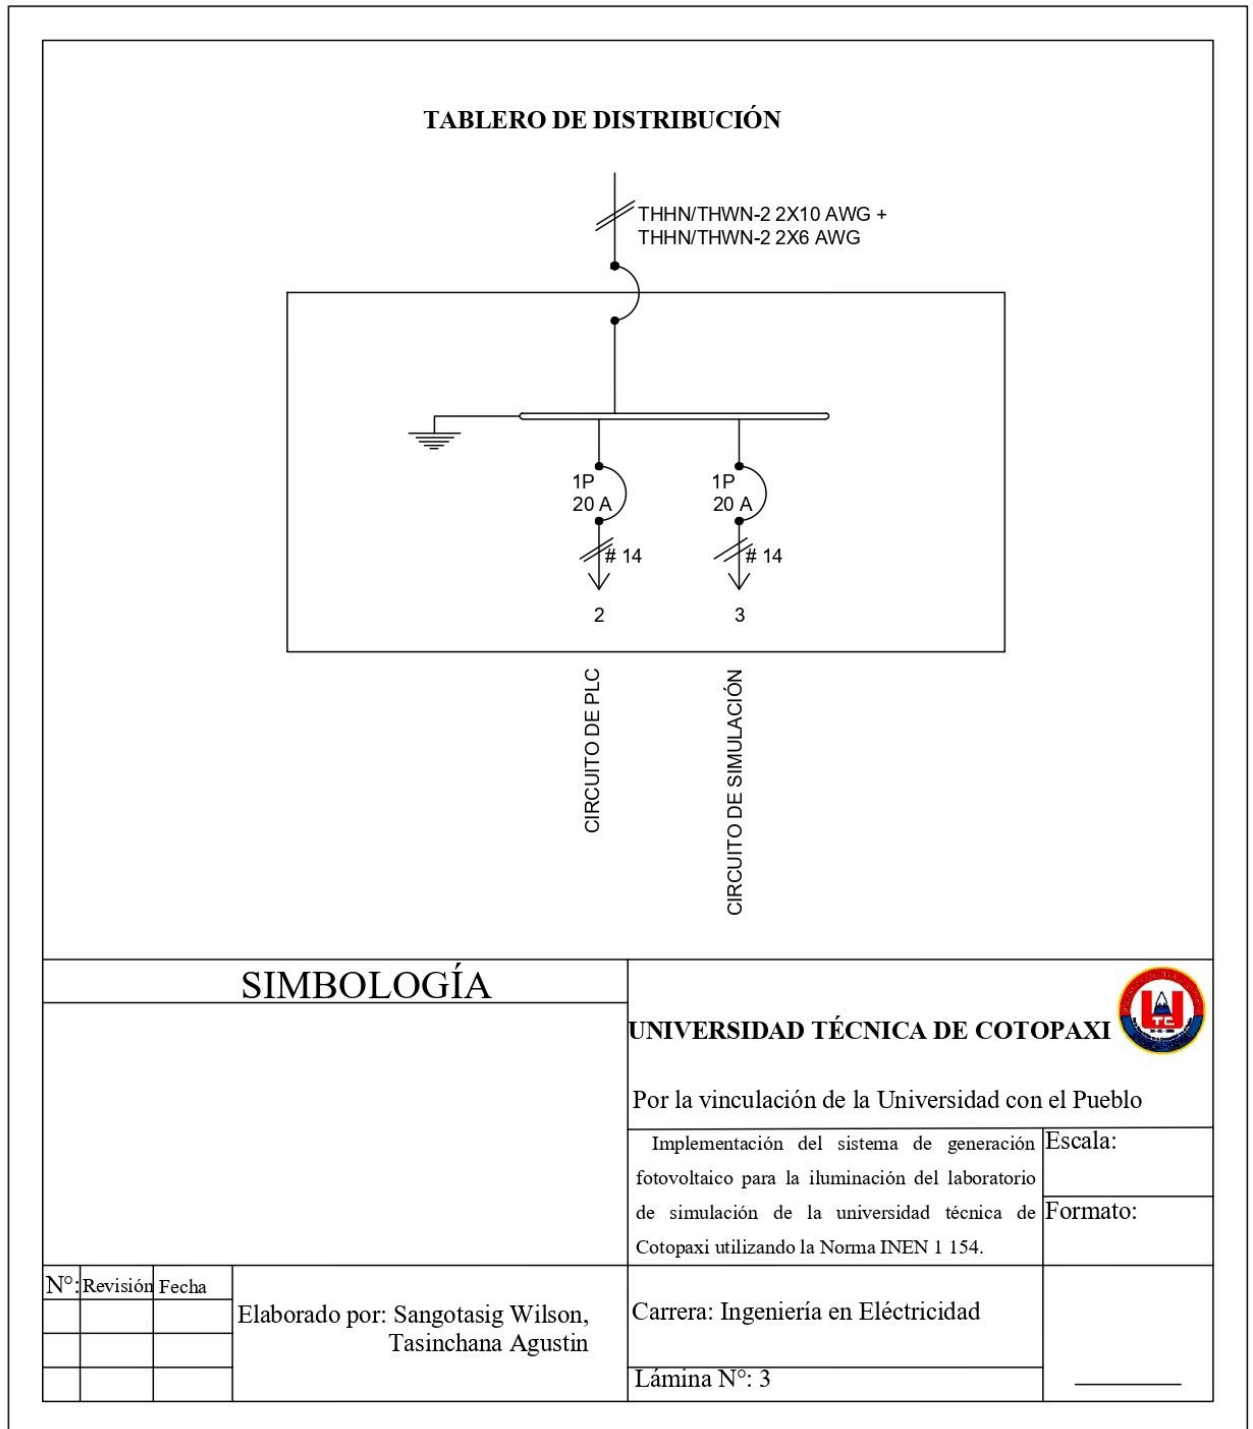 TABLERO DE DISTRIBUCIÓN
THHN/THWN-2 2X10 AWG +
THHN/THWN-2 2X6 AWG
1P
20 A
# 14
2
1P
20 A
# 14
3
CIRCUITO DE PLC
CIRCUITO DE SIMULACIÓN
SIMBOLOGÍA
UNIVERSIDAD TÉCNICA DE COTOPAXI
Por la vinculación de la Universidad con el Pueblo
Implementación del sistema de generación
fotovoltaico para la iluminación del laboratorio
de simulación de la universidad técnica de
Cotopaxi utilizando la Norma INEN 1 154.
Escala:
Formato:
N°: Revisión Fecha
Elaborado por: Sangotasig Wilson,
Tasinchana Agustin
Carrera: Ingeniería en Eléctricidad
Lámina N°: 3